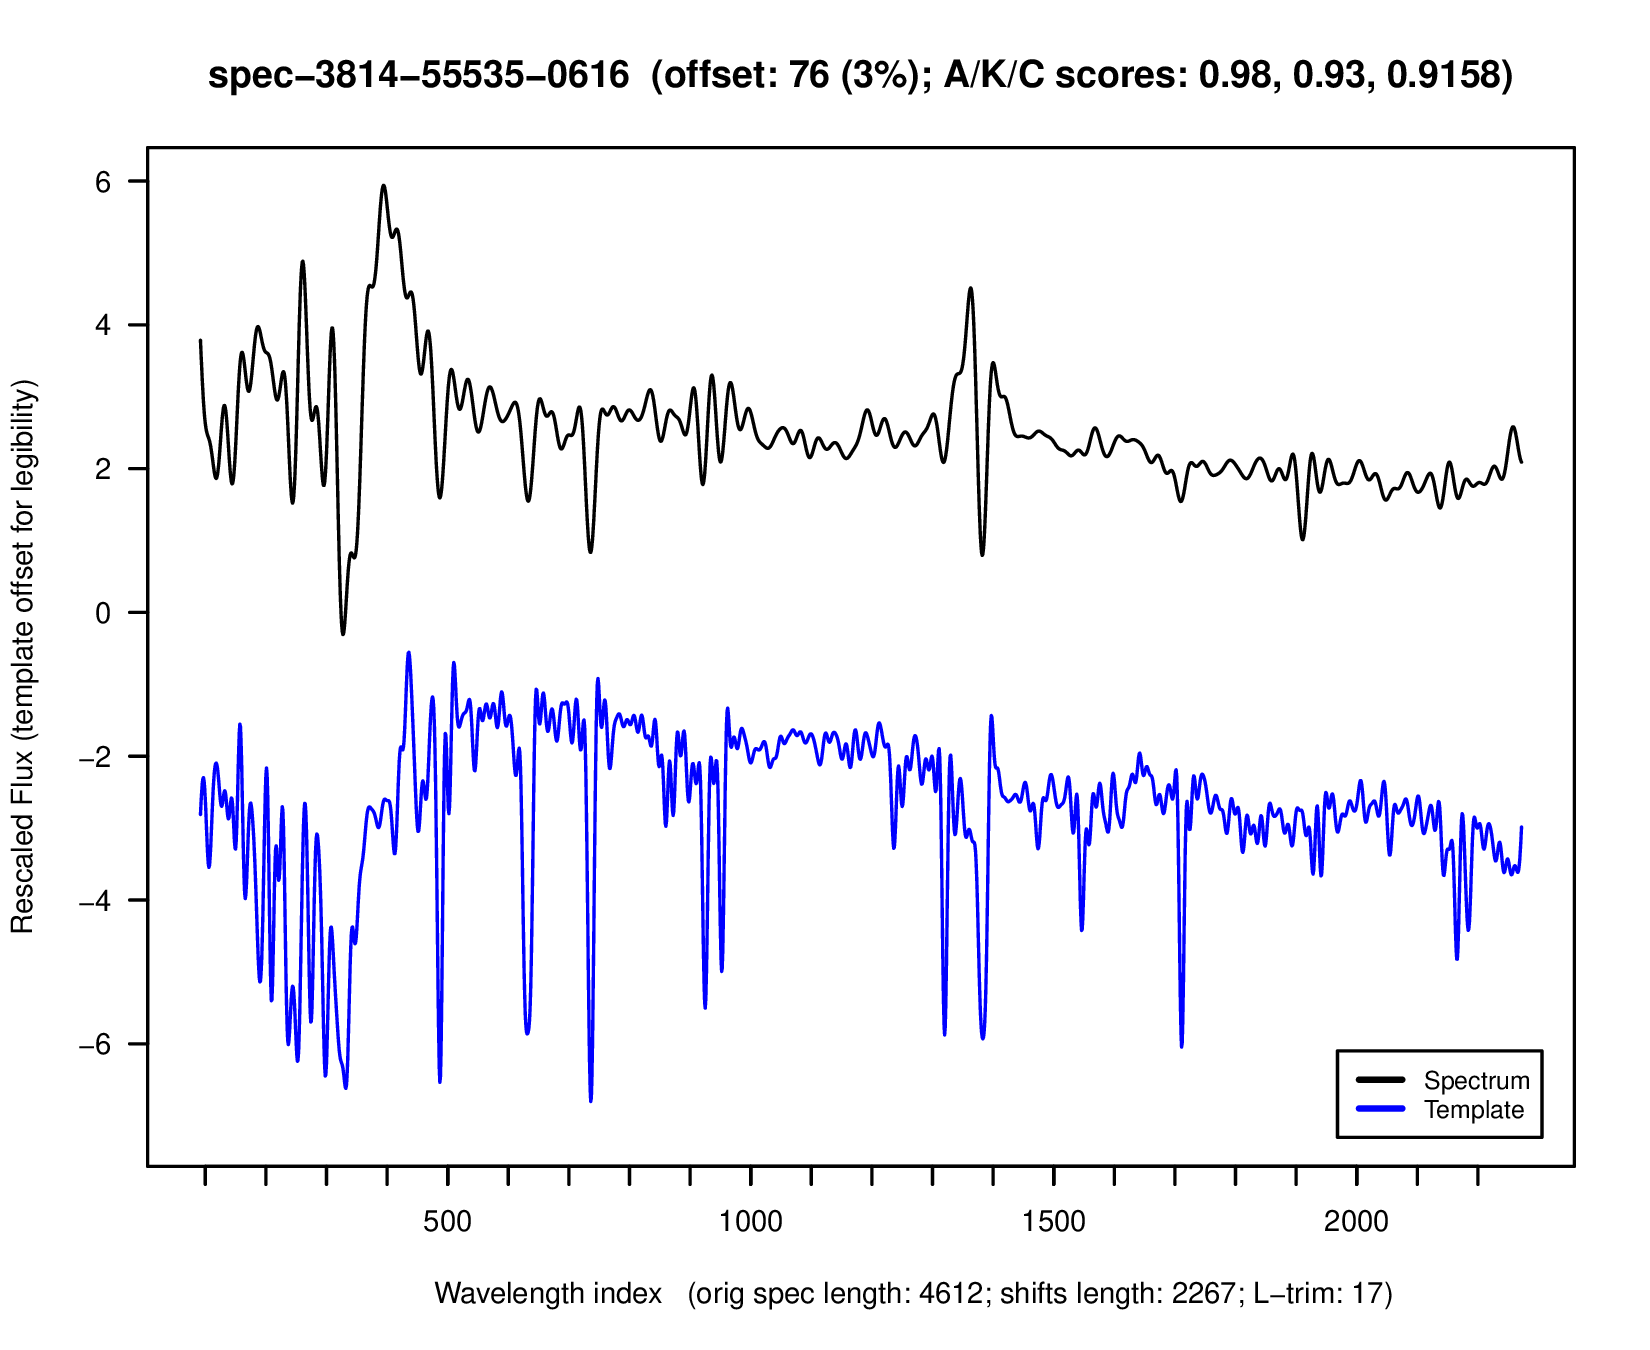 spec−3814−55535−0616  (offset: 76 (3%); A/K/C scores: 0.98, 0.93, 0.9158)
Rescaled Flux (template offset for legibility)
6
4
2
0
−2
−4
−6
Spectrum
Template
500
1000
1500
2000
Wavelength index   (orig spec length: 4612; shifts length: 2267; L−trim: 17)